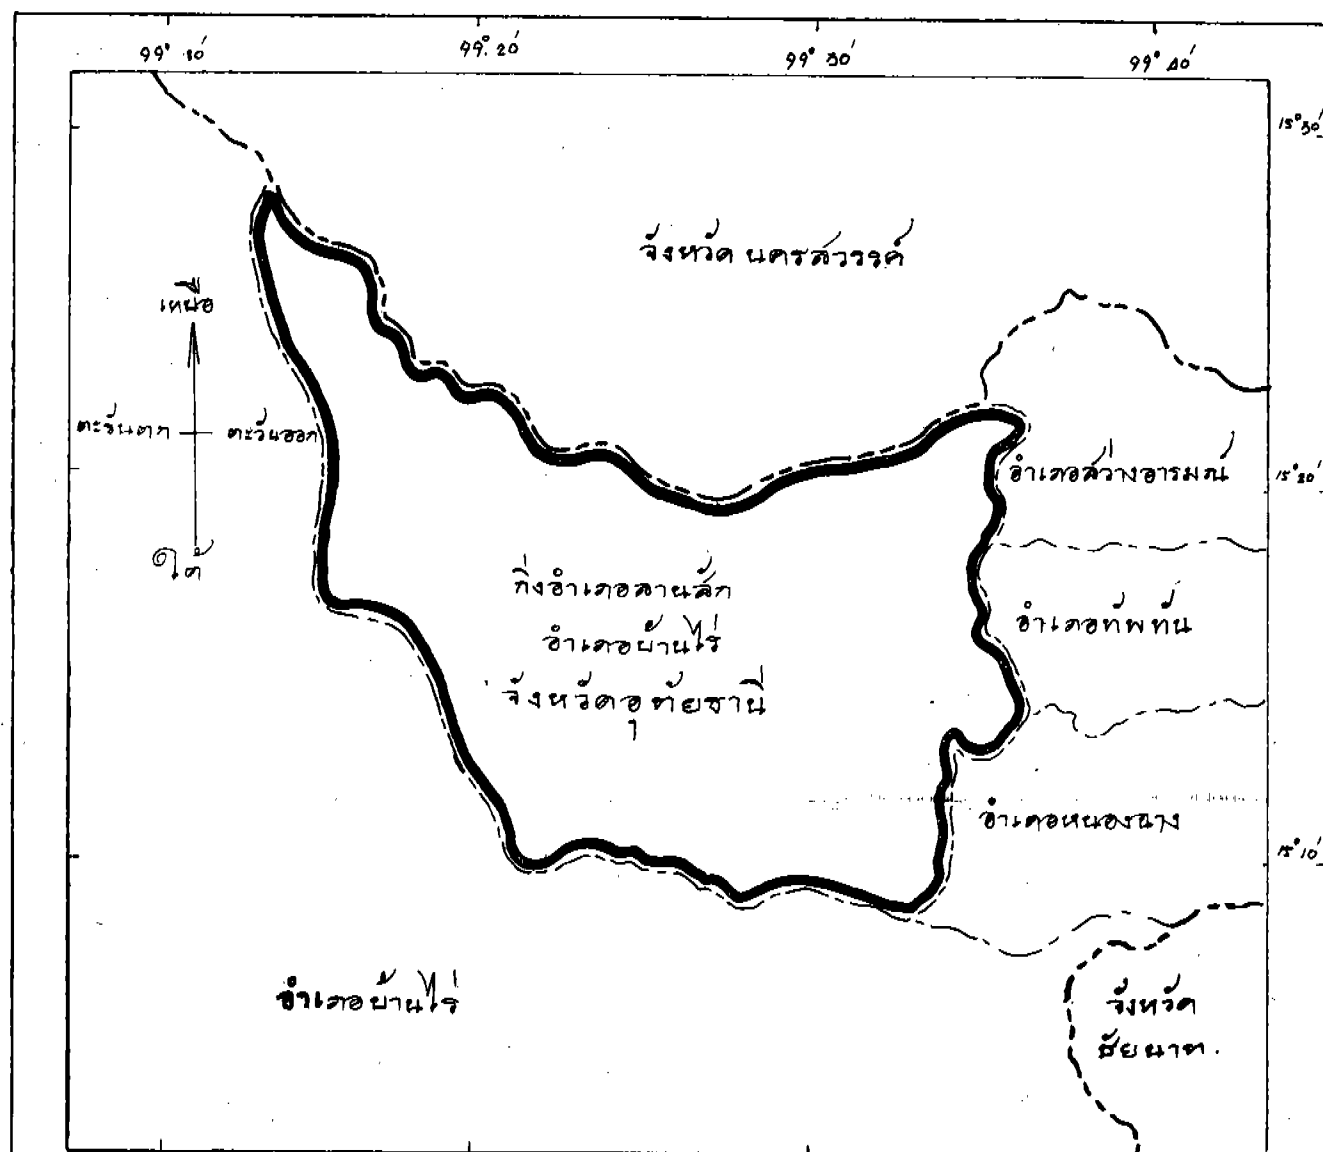 99° 10′ 99° 20′ 99° 30′ 99° 40′
15° 30′
จังหวัด นครสวรรค์
เหนือ
ตะวันตก ตะวันออก
ใต้
อำเภอสว่างอารมณ์
15° 20′
กิ่งอำเภอลานสัก
อำเภอบ้านไร่
จังหวัดอุทัยธานี
อำเภอทัพทัน
อำเภอหนองฉาง
15° 10′
อำเภอบ้านไร่
จังหวัด
ชัยนาท.